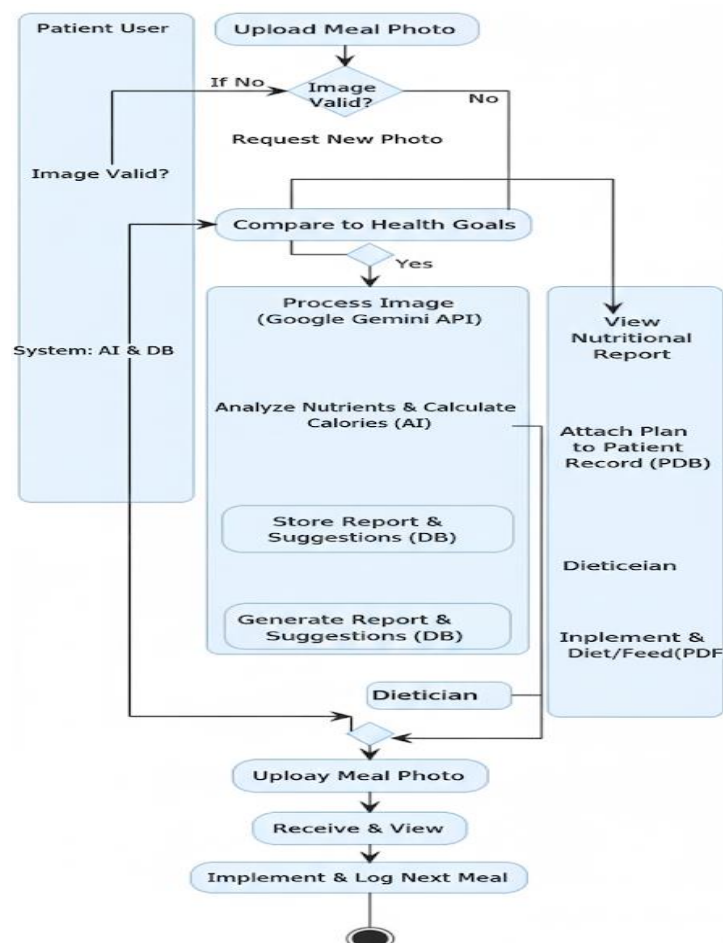 Patient User
Upload Meal Photo
If No
Image
Valid?
No
Request New Photo
Image Valid?
Compare to Health Goals
Yes
Process Image
(Google Gemini API)
View
Nutritional
Report
System: AI & DB
Analyze Nutrients & Calculate
Calories (AI)
Attach Plan
to Patient
Record (PDB)
Store Report &
Suggestions (DB)
Dieticeian
Generate Report &
Suggestions (DB)
Inplement &
Diet/Feed(PDF
Dietician
Uploay Meal Photo
Receive & View
Implement & Log Next Meal